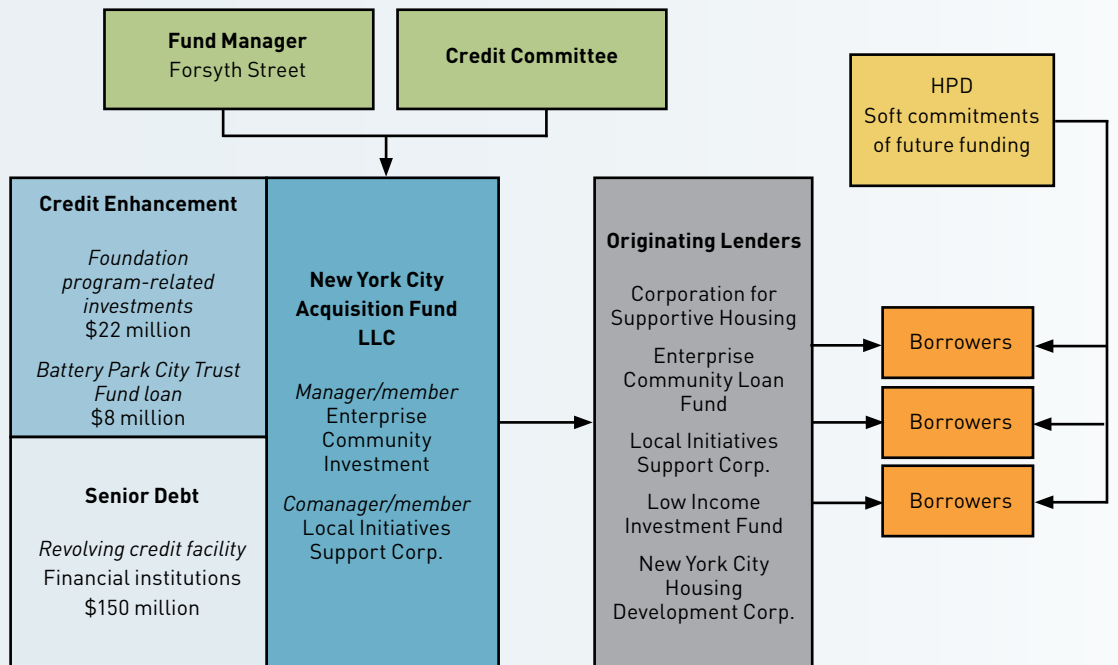 Fund Manager
Forsyth Street
Credit Committee
HPD
Soft commitments
of future funding
Credit Enhancement
Foundation
program-related
investments
$22 million
Battery Park City Trust
Fund loan
$8 million
Senior Debt
Revolving credit facility
Financial institutions
$150 million
New York City
Acquisition Fund
LLC
Manager/member
Enterprise
Community
Investment
Comanager/member
Local Initiatives
Support Corp.
Originating Lenders
Corporation for
Supportive Housing
Enterprise
Community Loan
Fund
Local Initiatives
Support Corp.
Low Income
Investment Fund
New York City
Housing
Development Corp.
Borrowers
Borrowers
Borrowers